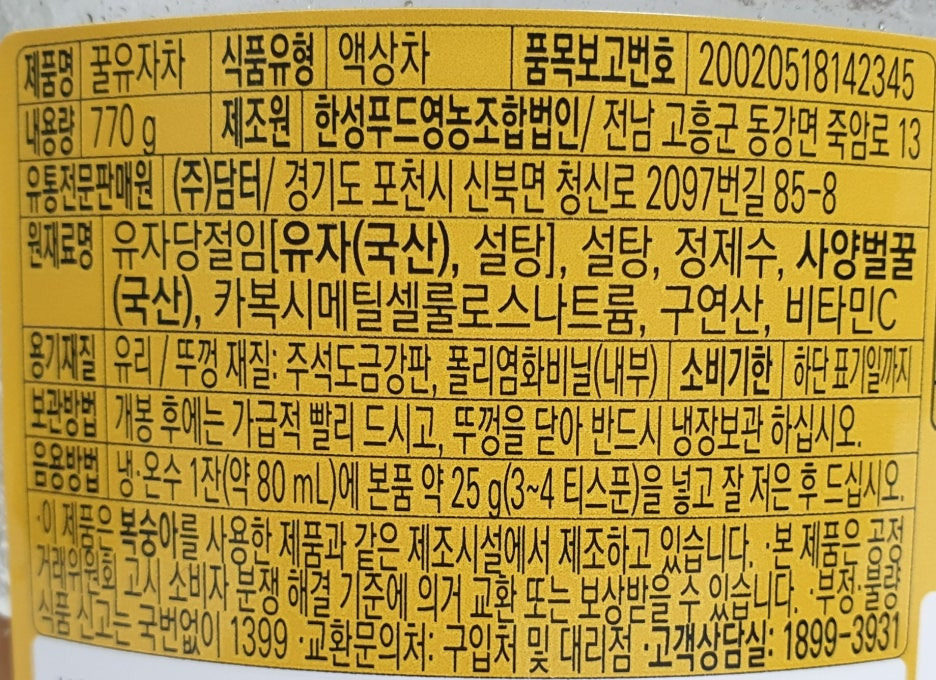 제품명 꿀유자차 식품유형 액상차 품목보고번호 20020518142345
내용량 770 g 제조원 한성푸드영농조합법인/ 전남 고흥군 동강면 죽암로 13
유통전문판매원 (주)담터/ 경기도 포천시 신북면 청신로 2097번길 85-8
원재료명 유자당절임[유자(국산), 설탕], 설탕, 정제수, 사양벌꿀
(국산), 카복시메틸셀룰로스나트륨, 구연산, 비타민C
용기재질 유리 / 뚜껑 재질: 주석도금강판, 폴리염화비닐(내부) 소비기한 하단 표기일까지
보관방법 개봉 후에는 가급적 빨리 드시고, 뚜껑을 닫아 반드시 냉장보관 하십시오.
음용방법 냉·온수 1잔(약 80 mL)에 본품 약 25 g(3~4 티스푼)을 넣고 잘 저은 후 드십시오.
·이 제품은 복숭아를 사용한 제품과 같은 제조시설에서 제조하고 있습니다. ·본 제품은 공정
거래위원회 고시 소비자 분쟁 해결 기준에 의거 교환 또는 보상받을 수 있습니다. ·부정·불량
식품 신고는 국번없이 1399 ·교환문의처: 구입처 및 대리점 ·고객상담실: 1899-3931